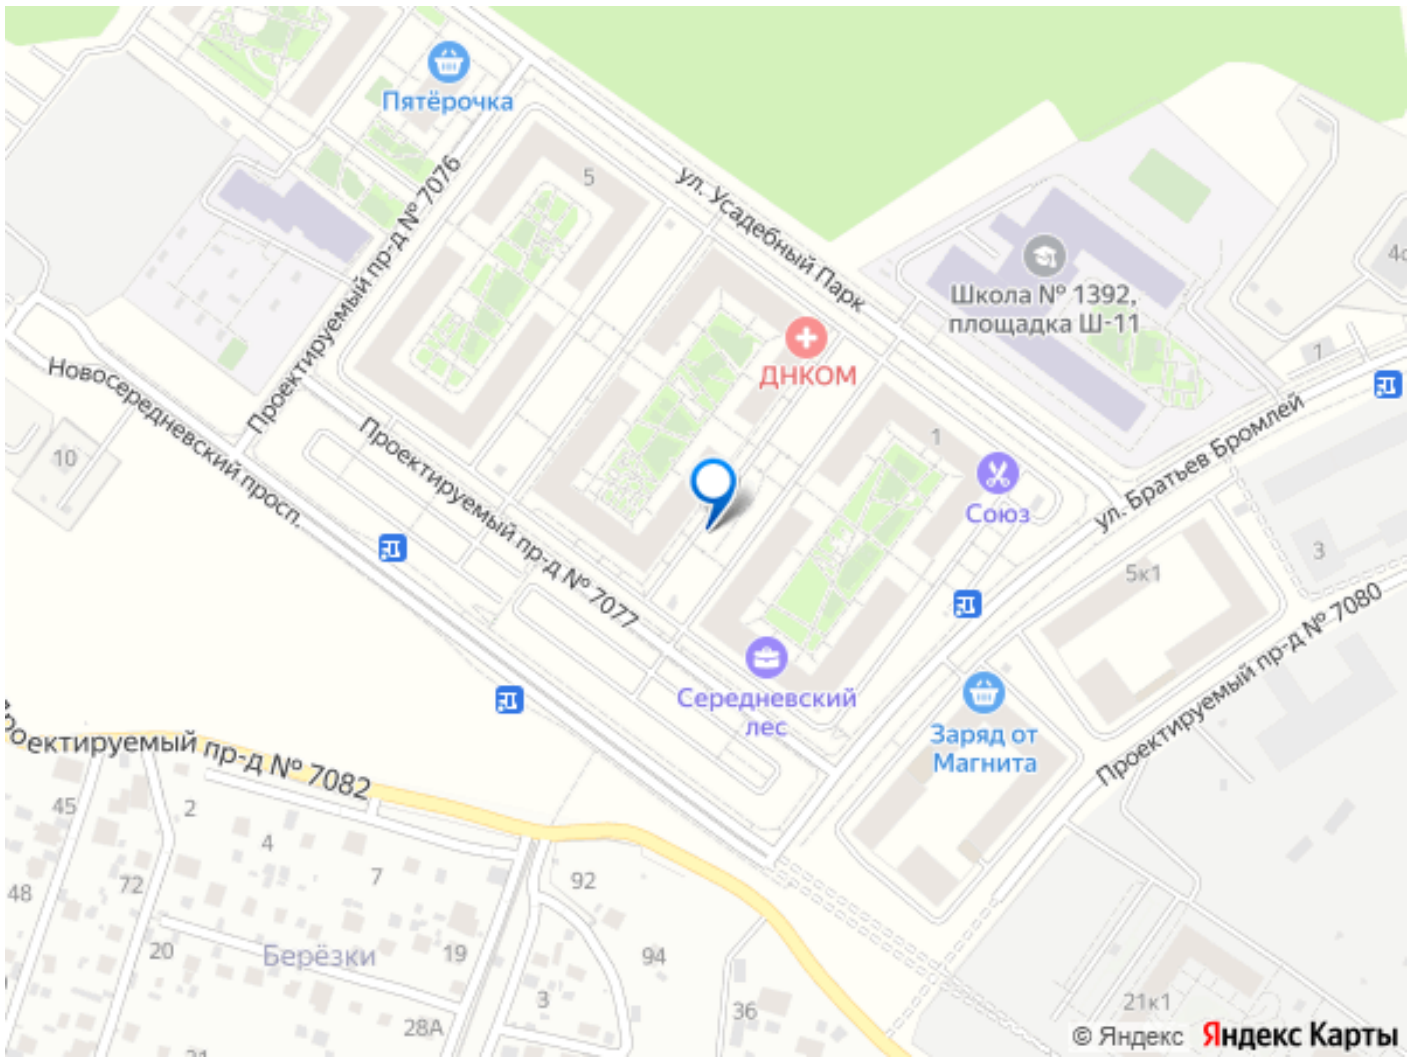 Пятёрочка
5
Проектируемый пр-д № 7076
ул. Усадебный Парк
Школа № 1392,
площадка Ш-11
7
ДНКОМ
1
Союз
ул. Братьев Бромлей
Новосередневский просп.
10
Проектируемый пр-д № 7077
3
5к1
Проектируемый пр-д № 7080
Середневский
лес
Заряд от
Магнита
ектируемый пр-д № 7082
45
2
4
7
48
72
92
20
Берёзки
19
94
3
36
28А
21к1
© Яндекс Яндекс Карты